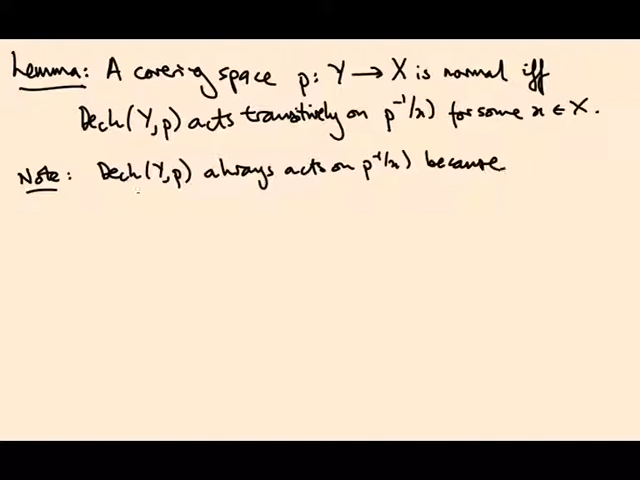 Lemma: A covering space p: Y → X is normal iff
Deck(Y,p) acts transitively on p⁻¹(x) for some x ∈ X.
Note: Deck(Y,p) always acts on p⁻¹(x) because